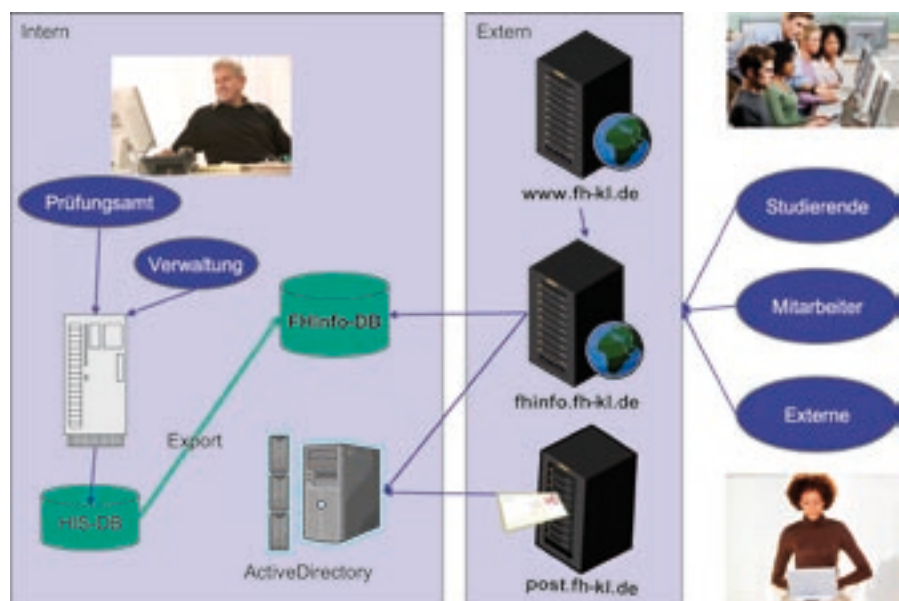 Intern
Extern
Prüfungsamt
Verwaltung
FHInfo-DB
Export
HIS-DB
ActiveDirectory
www.fh-kl.de
fhinfo.fh-kl.de
post.fh-kl.de
Studierende
Mitarbeiter
Externe